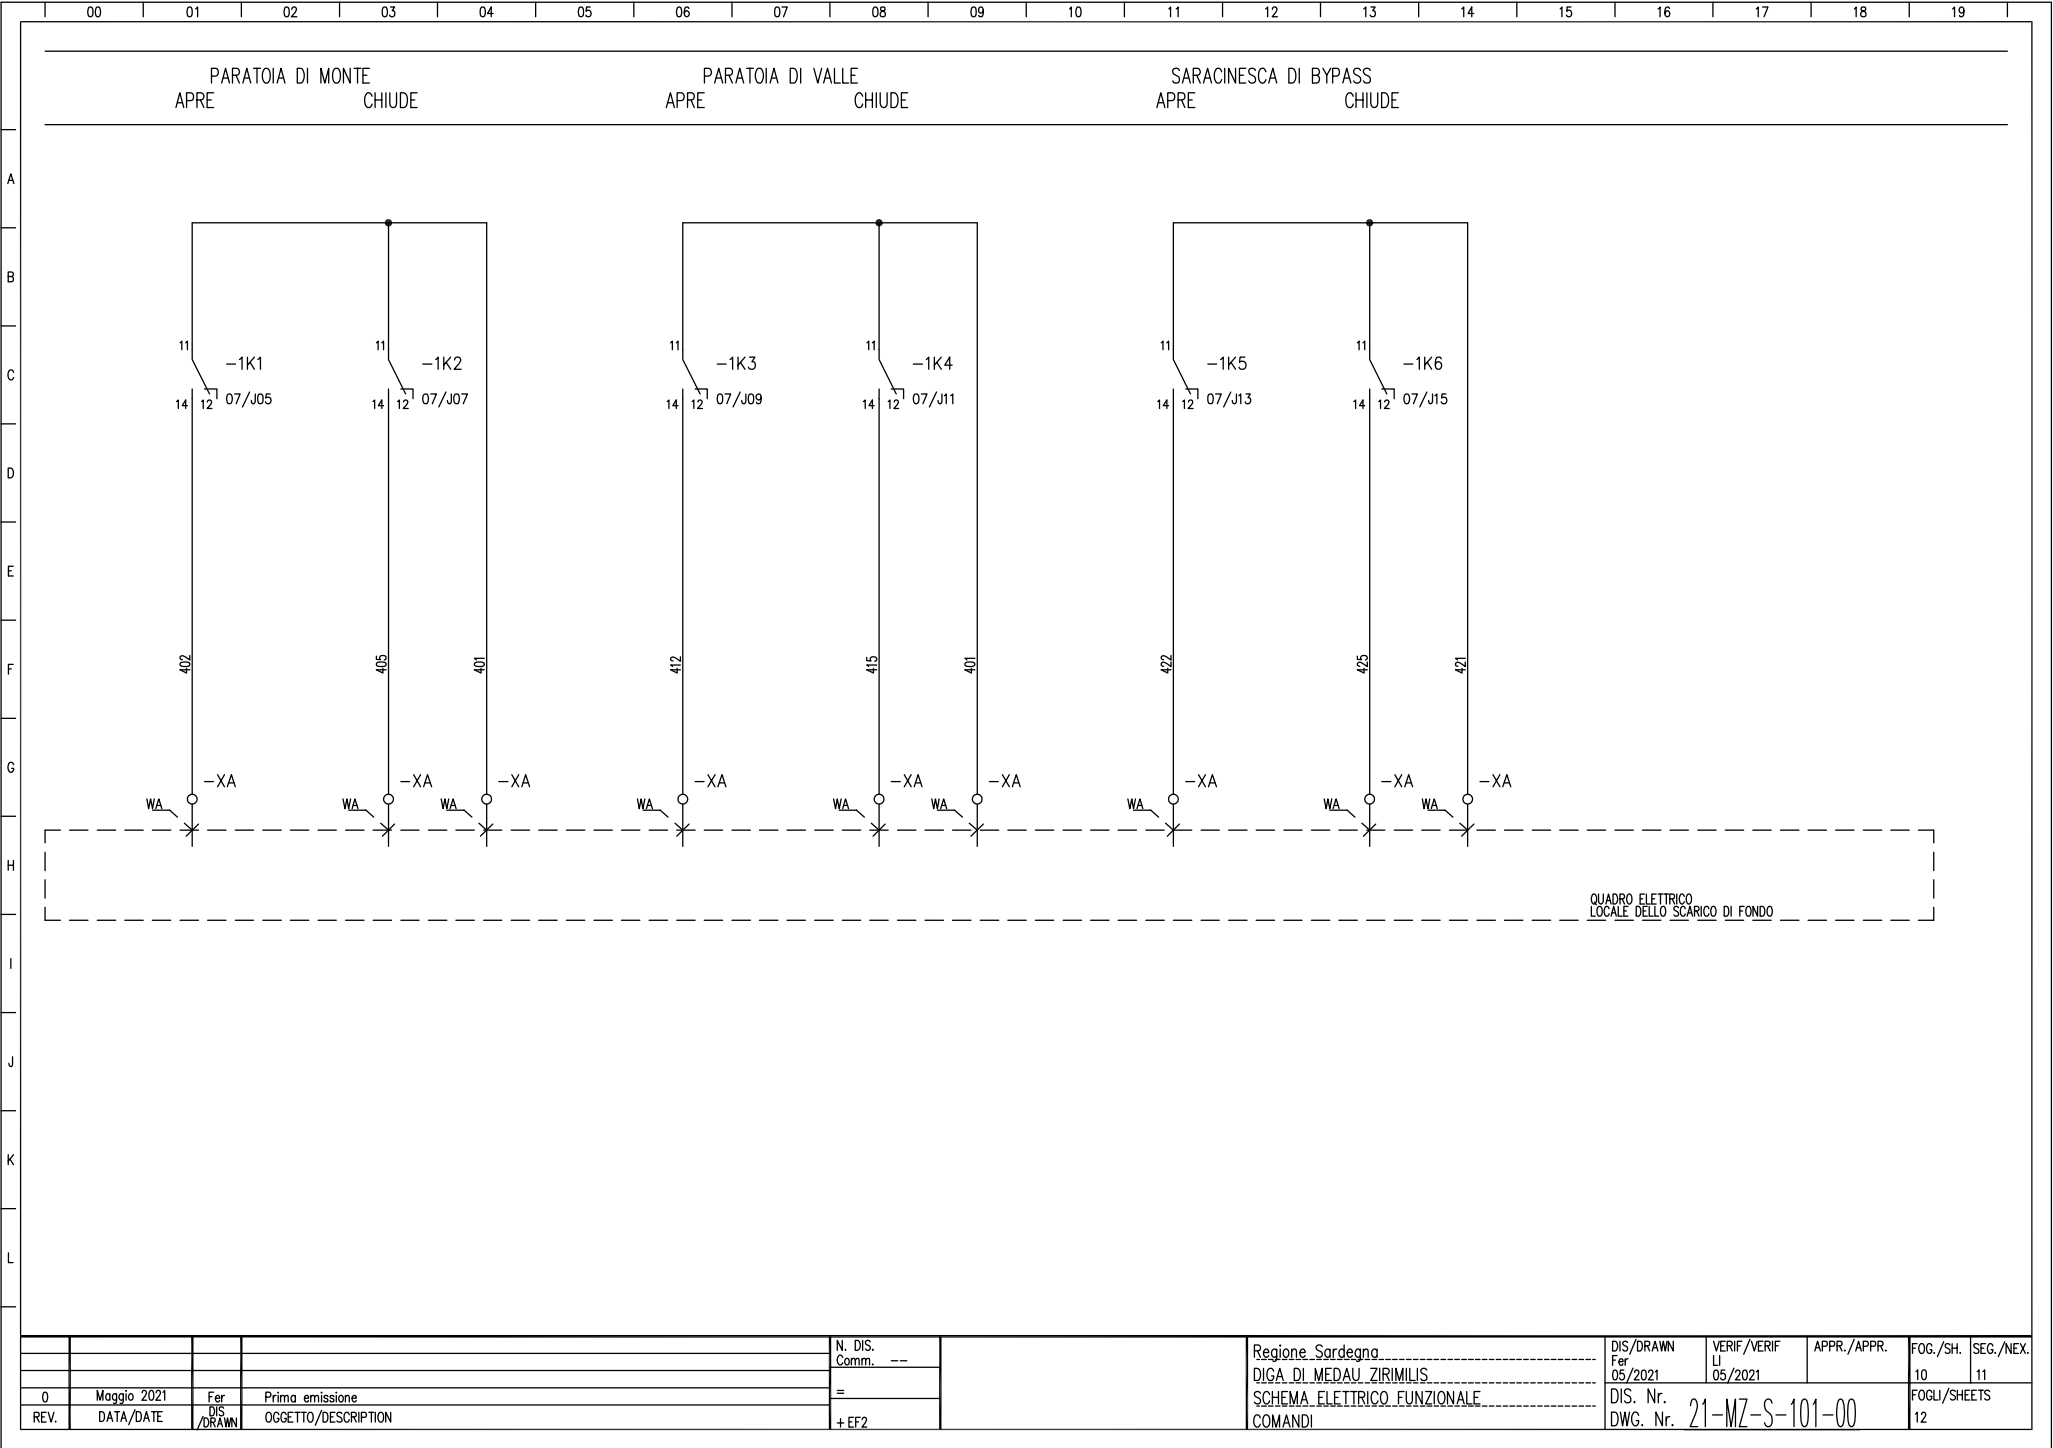 00 01 02 03 04 05 06 07 08 09 10 11 12 13 14 15 16 17 18 19
PARATOIA DI MONTE PARATOIA DI VALLE SARACINESCA DI BYPASS
APRE CHIUDE APRE CHIUDE APRE CHIUDE
A
B
11 11 11 11 11 11
-1K1 -1K2 -1K3 -1K4 -1K5 -1K6
C
14 12 07/J05 14 12 07/J07 14 12 07/J09 14 12 07/J11 14 12 07/J13 14 12 07/J15
D
E
F
402 405 401 412 415 401 422 425 421
G
-XA -XA -XA -XA -XA -XA -XA -XA -XA
WA WA WA WA WA WA WA WA WA
H
QUADRO ELETTRICO
LOCALE DELLO SCARICO DI FONDO
I
J
K
L
0 Maggio 2021 Fer Prima emissione
REV. DATA/DATE DIS /DRAWN OGGETTO/DESCRIPTION
N. DIS.
Comm. --
=
+ EF2
Regione Sardegna
DIGA DI MEDAU ZIRIMILIS
SCHEMA ELETTRICO FUNZIONALE
COMANDI
DIS/DRAWN
Fer
05/2021
VERIF/VERIF
LI
05/2021
APPR./APPR.
DIS. Nr.
DWG. Nr. 21-MZ-S-101-00
FOG./SH. SEG./NEX.
10 11
FOGLI/SHEETS
12